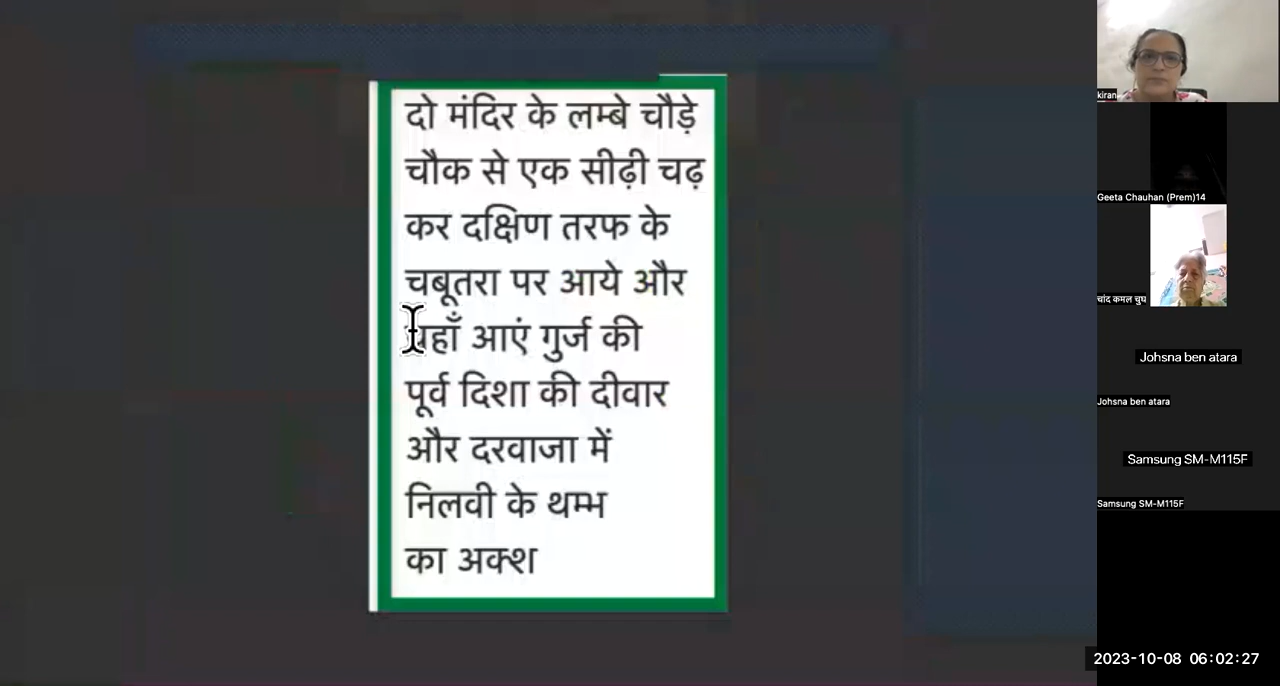 दो मंदिर के लम्बे चौड़े
चौक से एक सीढ़ी चढ़
कर दक्षिण तरफ के
चबूतरा पर आये और
यहाँ आएं गुर्ज की
पूर्व दिशा की दीवार
और दरवाजा में
निलवी के थम्भ
का अक्श
kiran
Geeta Chauhan (Prem)14
चांद कमल चुघ
Johsna ben atara
Johsna ben atara
Samsung SM-M115F
Samsung SM-M115F
2023-10-08 06:02:27